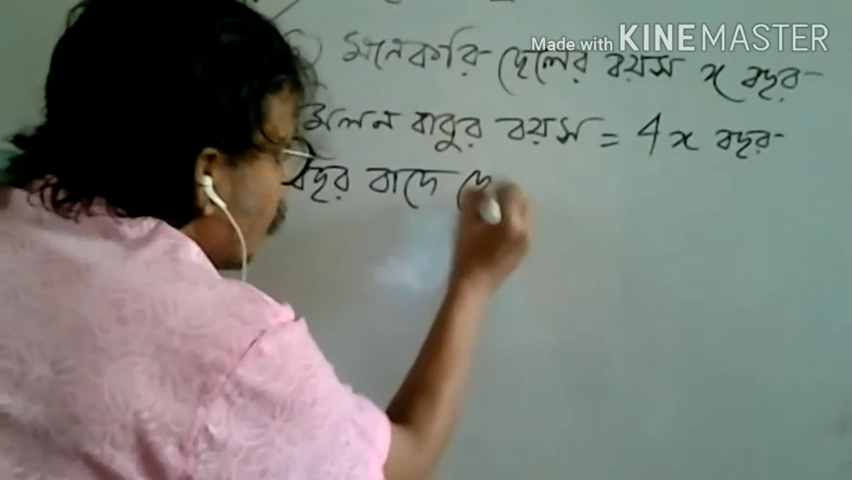 Made with KINEMASTER
মনেকরি ছেলের বয়স x বছর
মিলন বাবুর বয়স = 4x বছর
বছর বাদে ছে